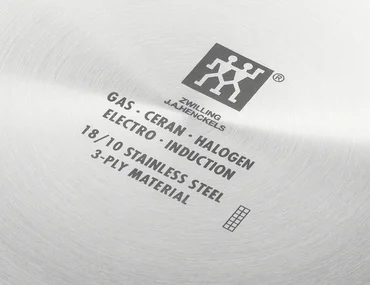 ®
ZWILLING
J.A.HENCKELS
GAS · CERAN · HALOGEN
ELECTRO · INDUCTION
18/10 STAINLESS STEEL
3-PLY MATERIAL